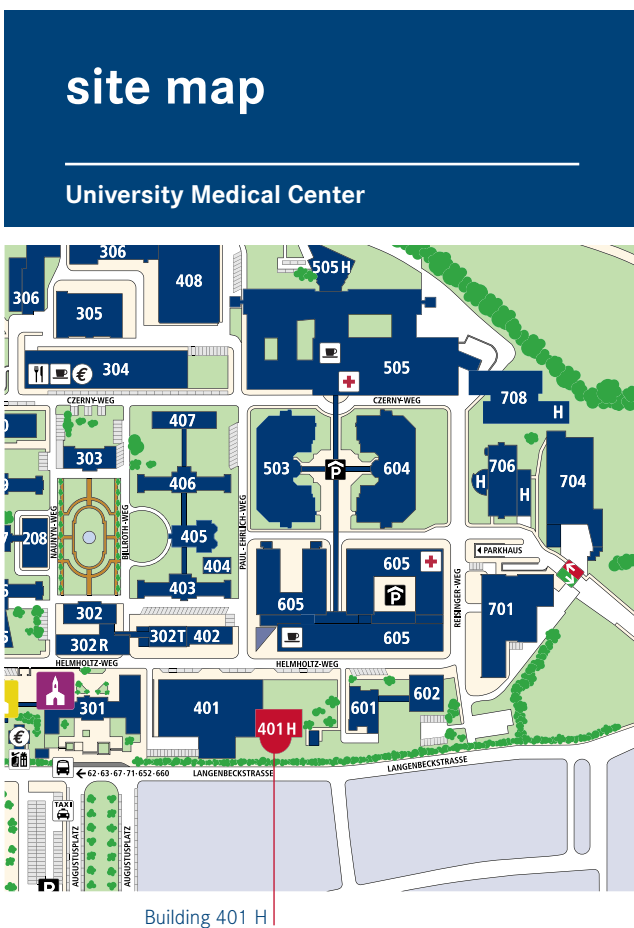 site map
University Medical Center
306
505 H
408
306
305
304
505
CZERNY-WEG
CZERNY-WEG
708
H
407
303
503
604
706
704
406
H
H
NAUNYN-WEG
BILLROTH-WEG
PAUL-EHRLICH-WEG
208
405
404
PARKHAUS
403
605
605
REISINGER-WEG
701
302
302 R
302T
402
605
HELMHOLTZ-WEG
HELMHOLTZ-WEG
301
401
601
602
401 H
62·63·67·71·652·660
LANGENBECKSTRASSE
LANGENBECKSTRASSE
TAXI
AUGUSTUSPLATZ
AUGUSTUSPLATZ
P
Building 401 H